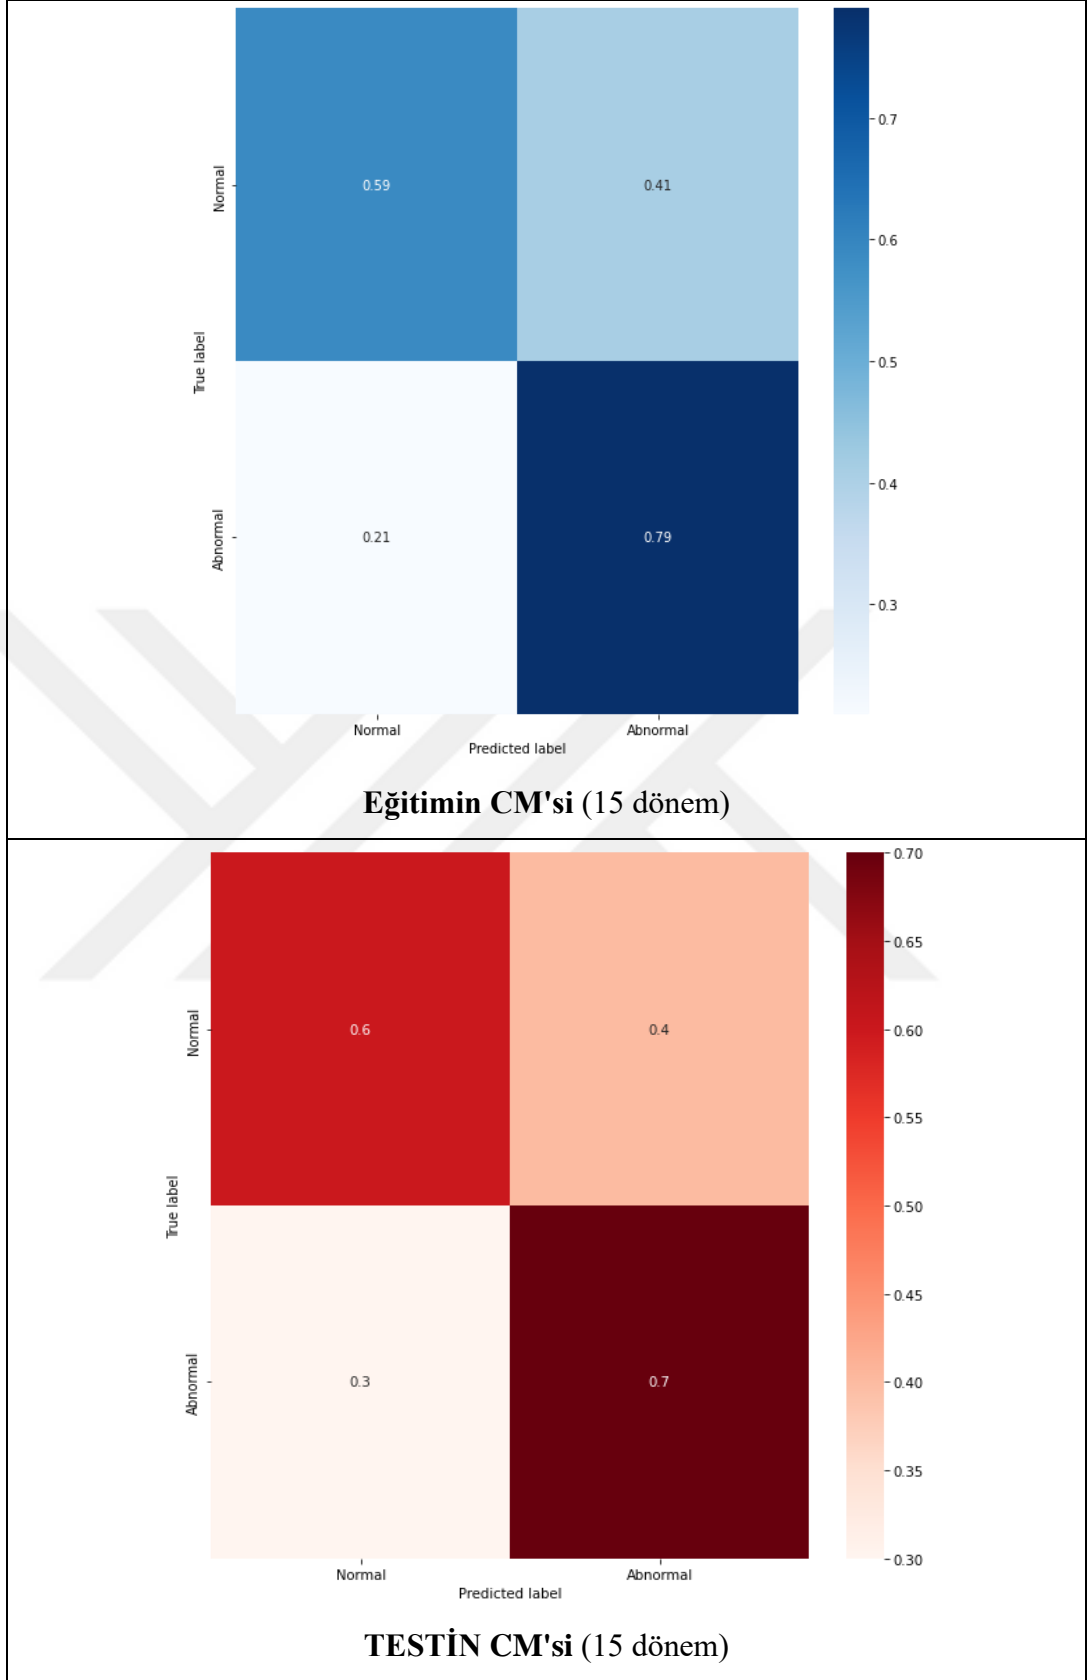 0.7
Normal
0.59
0.41
0.6
0.5
True label
0.4
Abnormal
0.21
0.79
0.3
Normal
Abnormal
Predicted label
Eğitimin CM'si (15 dönem)
0.70
0.65
Normal
0.6
0.4
0.60
0.55
True label
0.50
0.45
Abnormal
0.3
0.7
0.40
0.35
0.30
Normal
Abnormal
Predicted label
TESTİN CM'si (15 dönem)